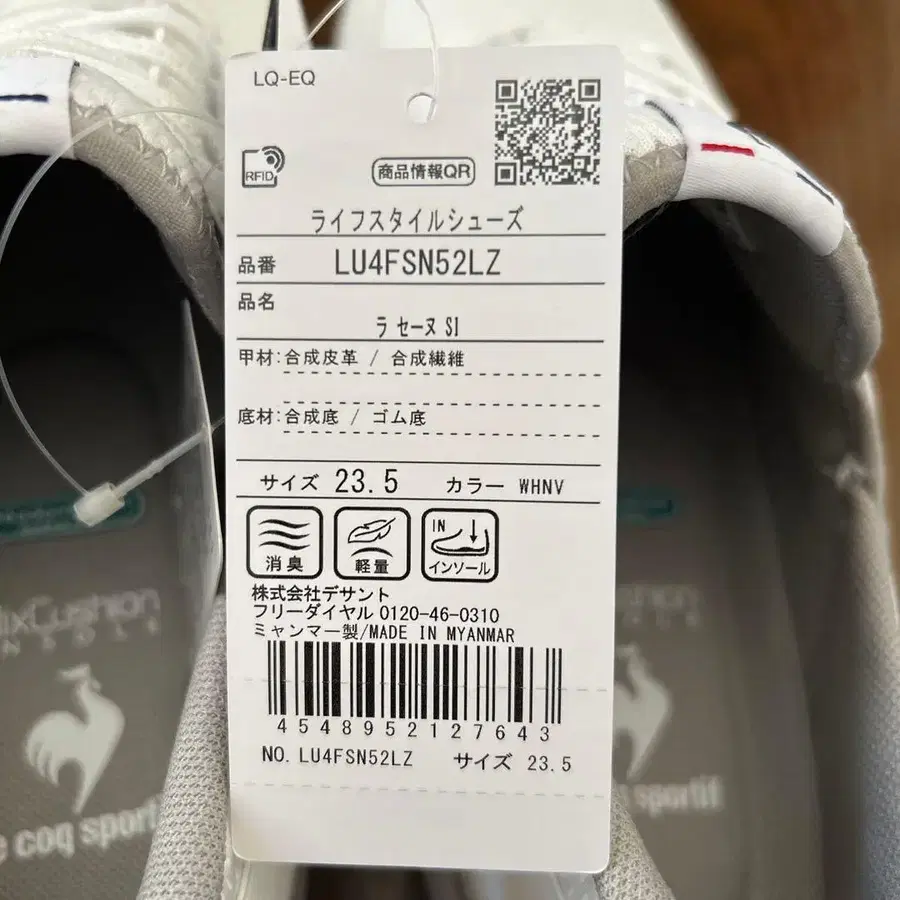 LQ-EQ
RFID
商品情報QR
ライフスタイルシューズ
品番 LU4FSN52LZ
品名
ラ セーヌ SI
甲材:合成皮革 / 合成繊維
底材:合成底 / ゴム底
サイズ 23.5 カラー WHNV
消臭
軽量
IN
インソール
株式会社デサント
フリーダイヤル 0120-46-0310
ミャンマー製/MADE IN MYANMAR
4548952127643
NO. LU4FSN52LZ サイズ 23.5
coq sportif
sportif